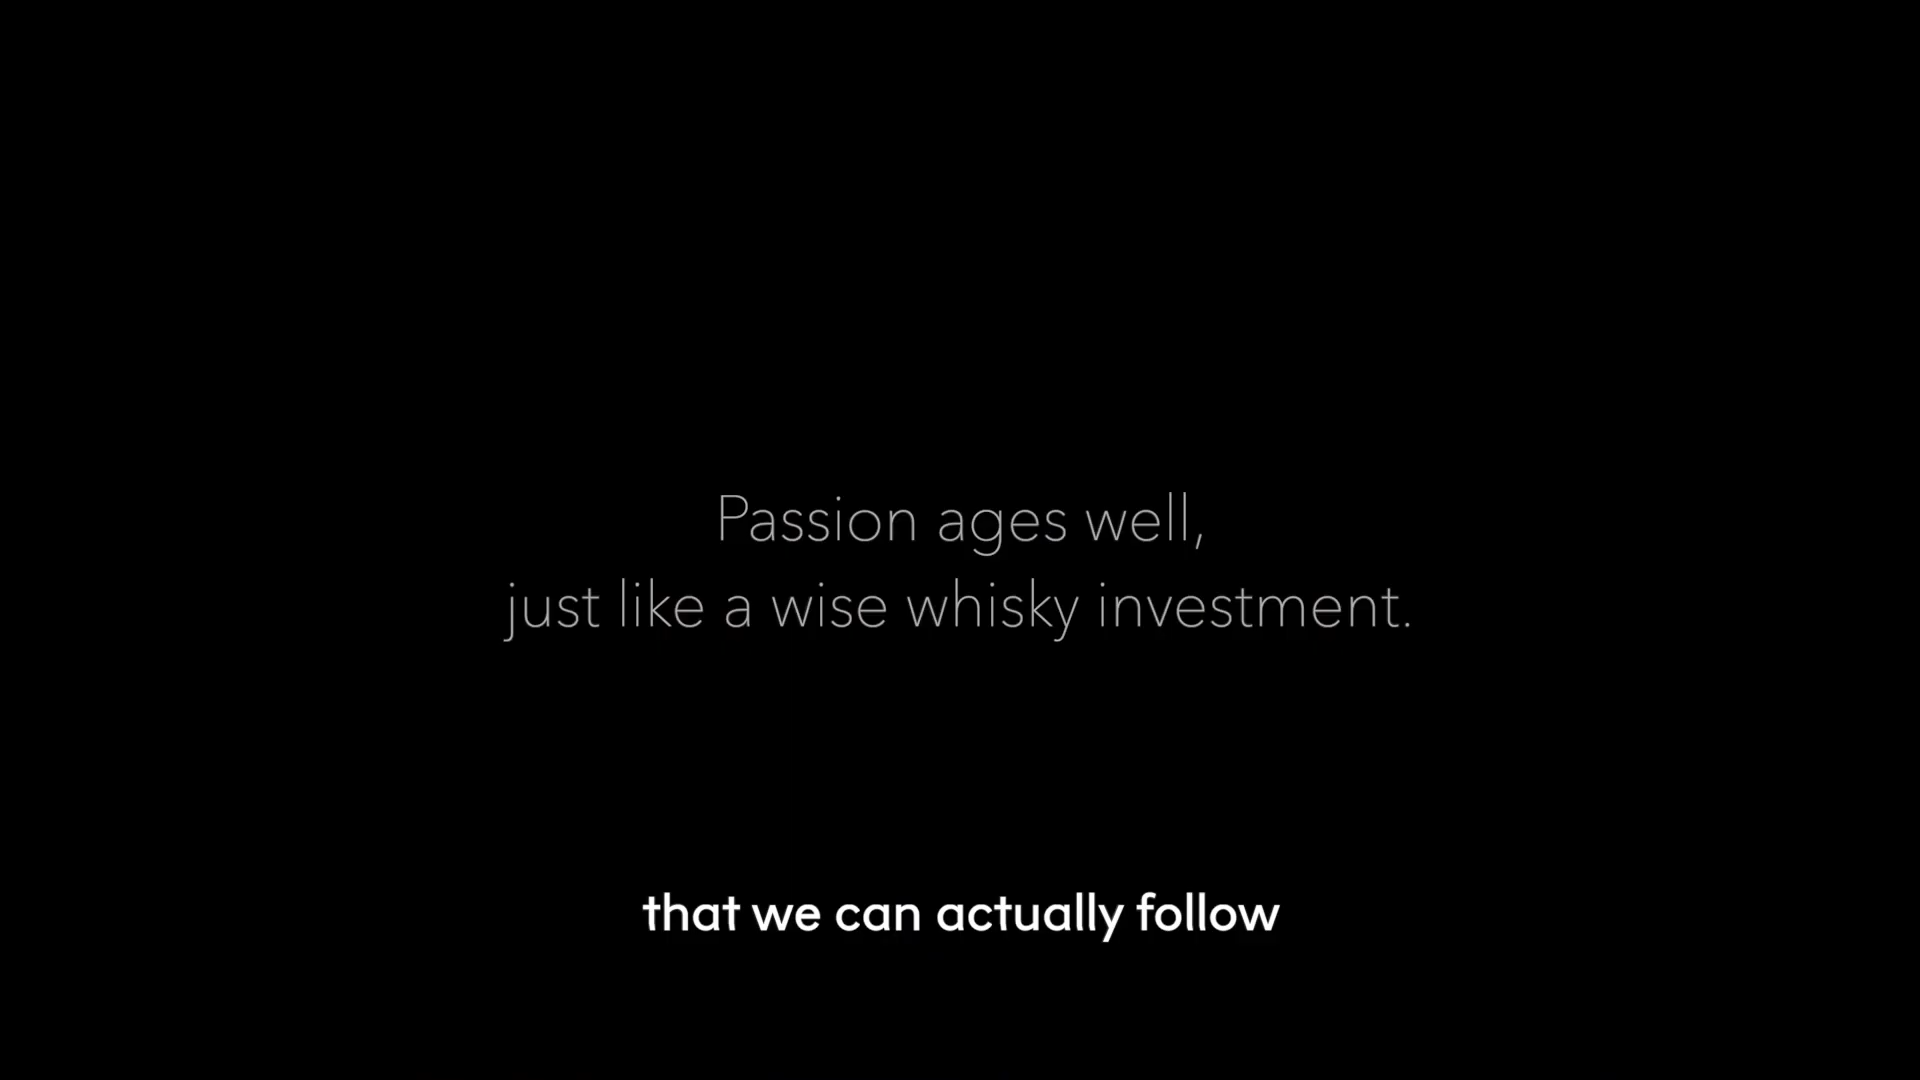 Passion ages well,
just like a wise whisky investment.
that we can actually follow